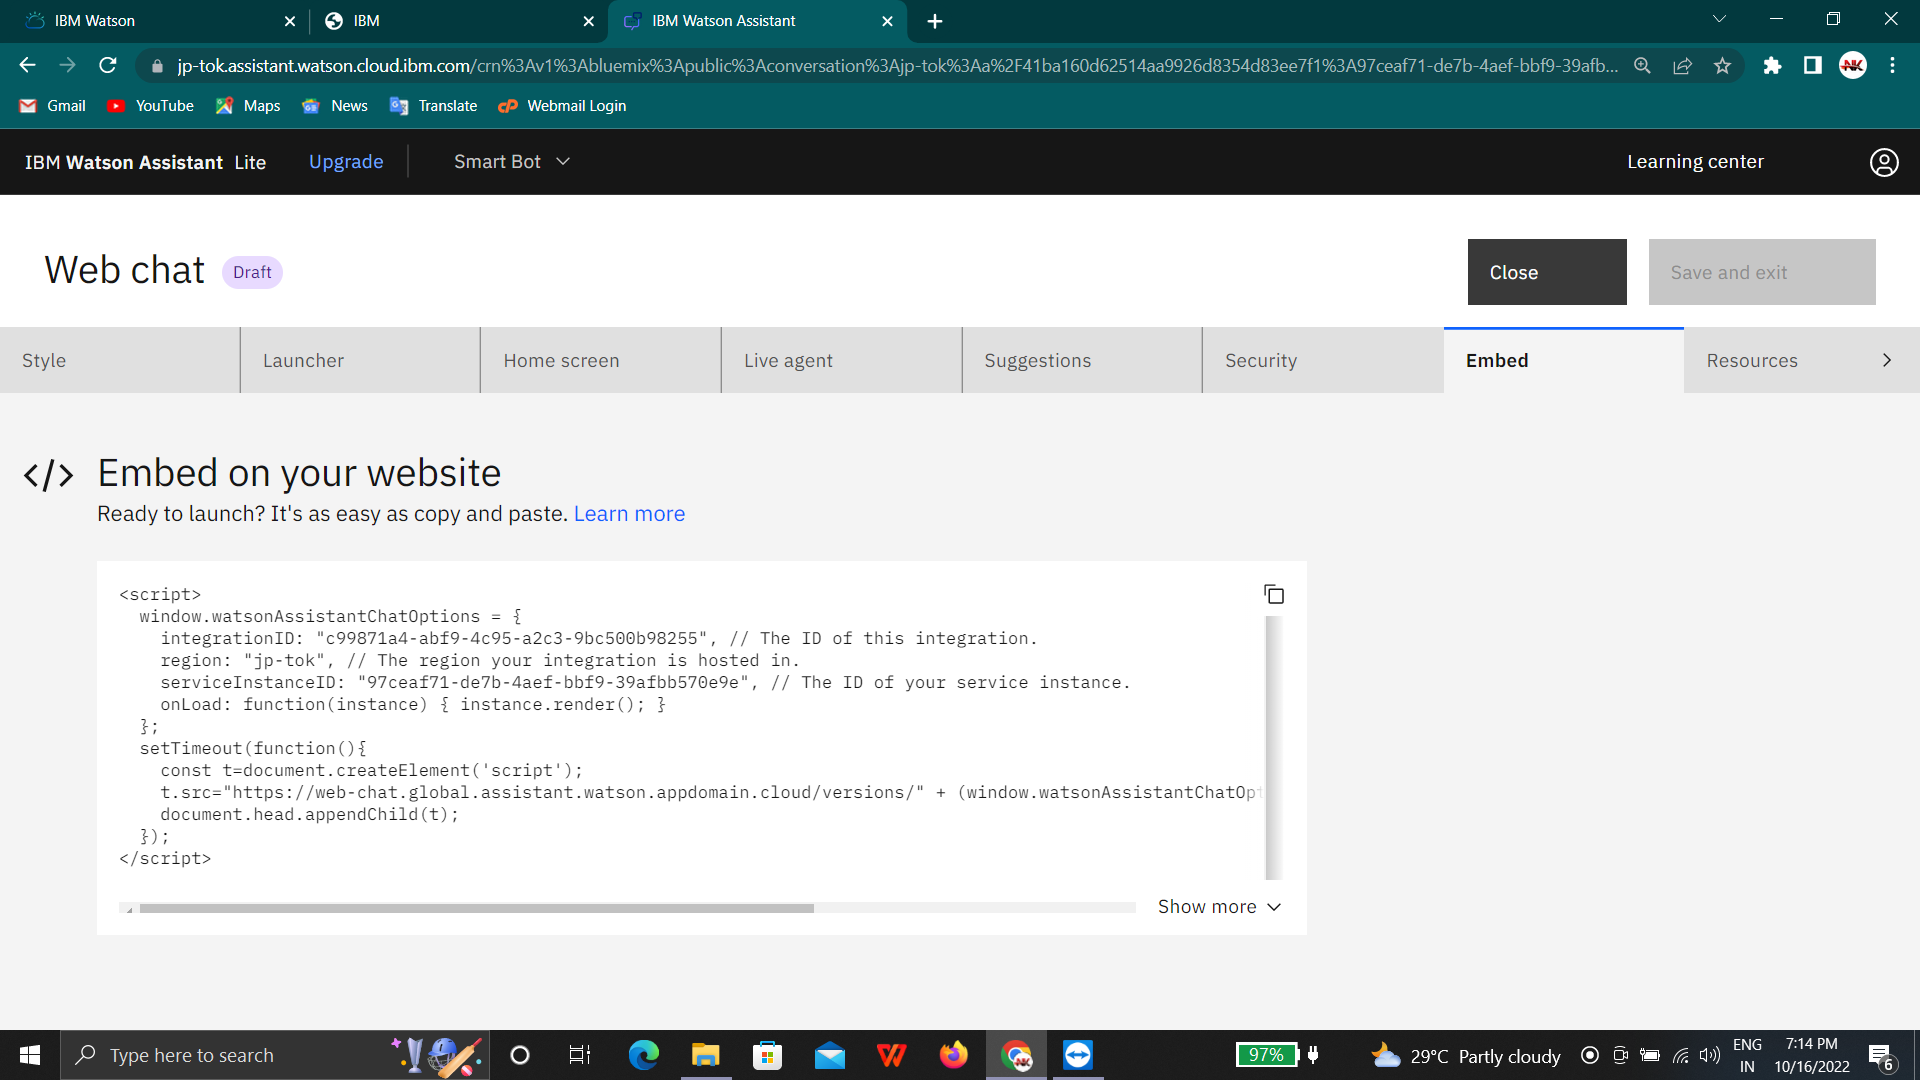 IBM Watson
IBM
IBM Watson Assistant
jp-tok.assistant.watson.cloud.ibm.com/crn%3Av1%3Abluemix%3Apublic%3Aconversation%3Ajp-tok%3Aa%2F41ba160d62514aa9926d8354d83ee7f1%3A97ceaf71-de7b-4aef-bbf9-39afb...
Gmail
YouTube
Maps
News
Translate
Webmail Login
IBM Watson Assistant Lite
Upgrade
Smart Bot
Learning center
Web chat
Draft
Close
Save and exit
Style
Launcher
Home screen
Live agent
Suggestions
Security
Embed
Resources
</> Embed on your website
Ready to launch? It's as easy as copy and paste. Learn more
<script>
window.watsonAssistantChatOptions = {
integrationID: "c99871a4-abf9-4c95-a2c3-9bc500b98255", // The ID of this integration.
region: "jp-tok", // The region your integration is hosted in.
serviceInstanceID: "97ceaf71-de7b-4aef-bbf9-39afbb570e9e", // The ID of your service instance.
onLoad: function(instance) { instance.render(); }
};
setTimeout(function(){
const t=document.createElement('script');
t.src="https://web-chat.global.assistant.watson.appdomain.cloud/versions/" + (window.watsonAssistantChatOpt
document.head.appendChild(t);
});
</script>
Show more
Type here to search
97%
29°C Partly cloudy
ENG
IN
7:14 PM
10/16/2022
6